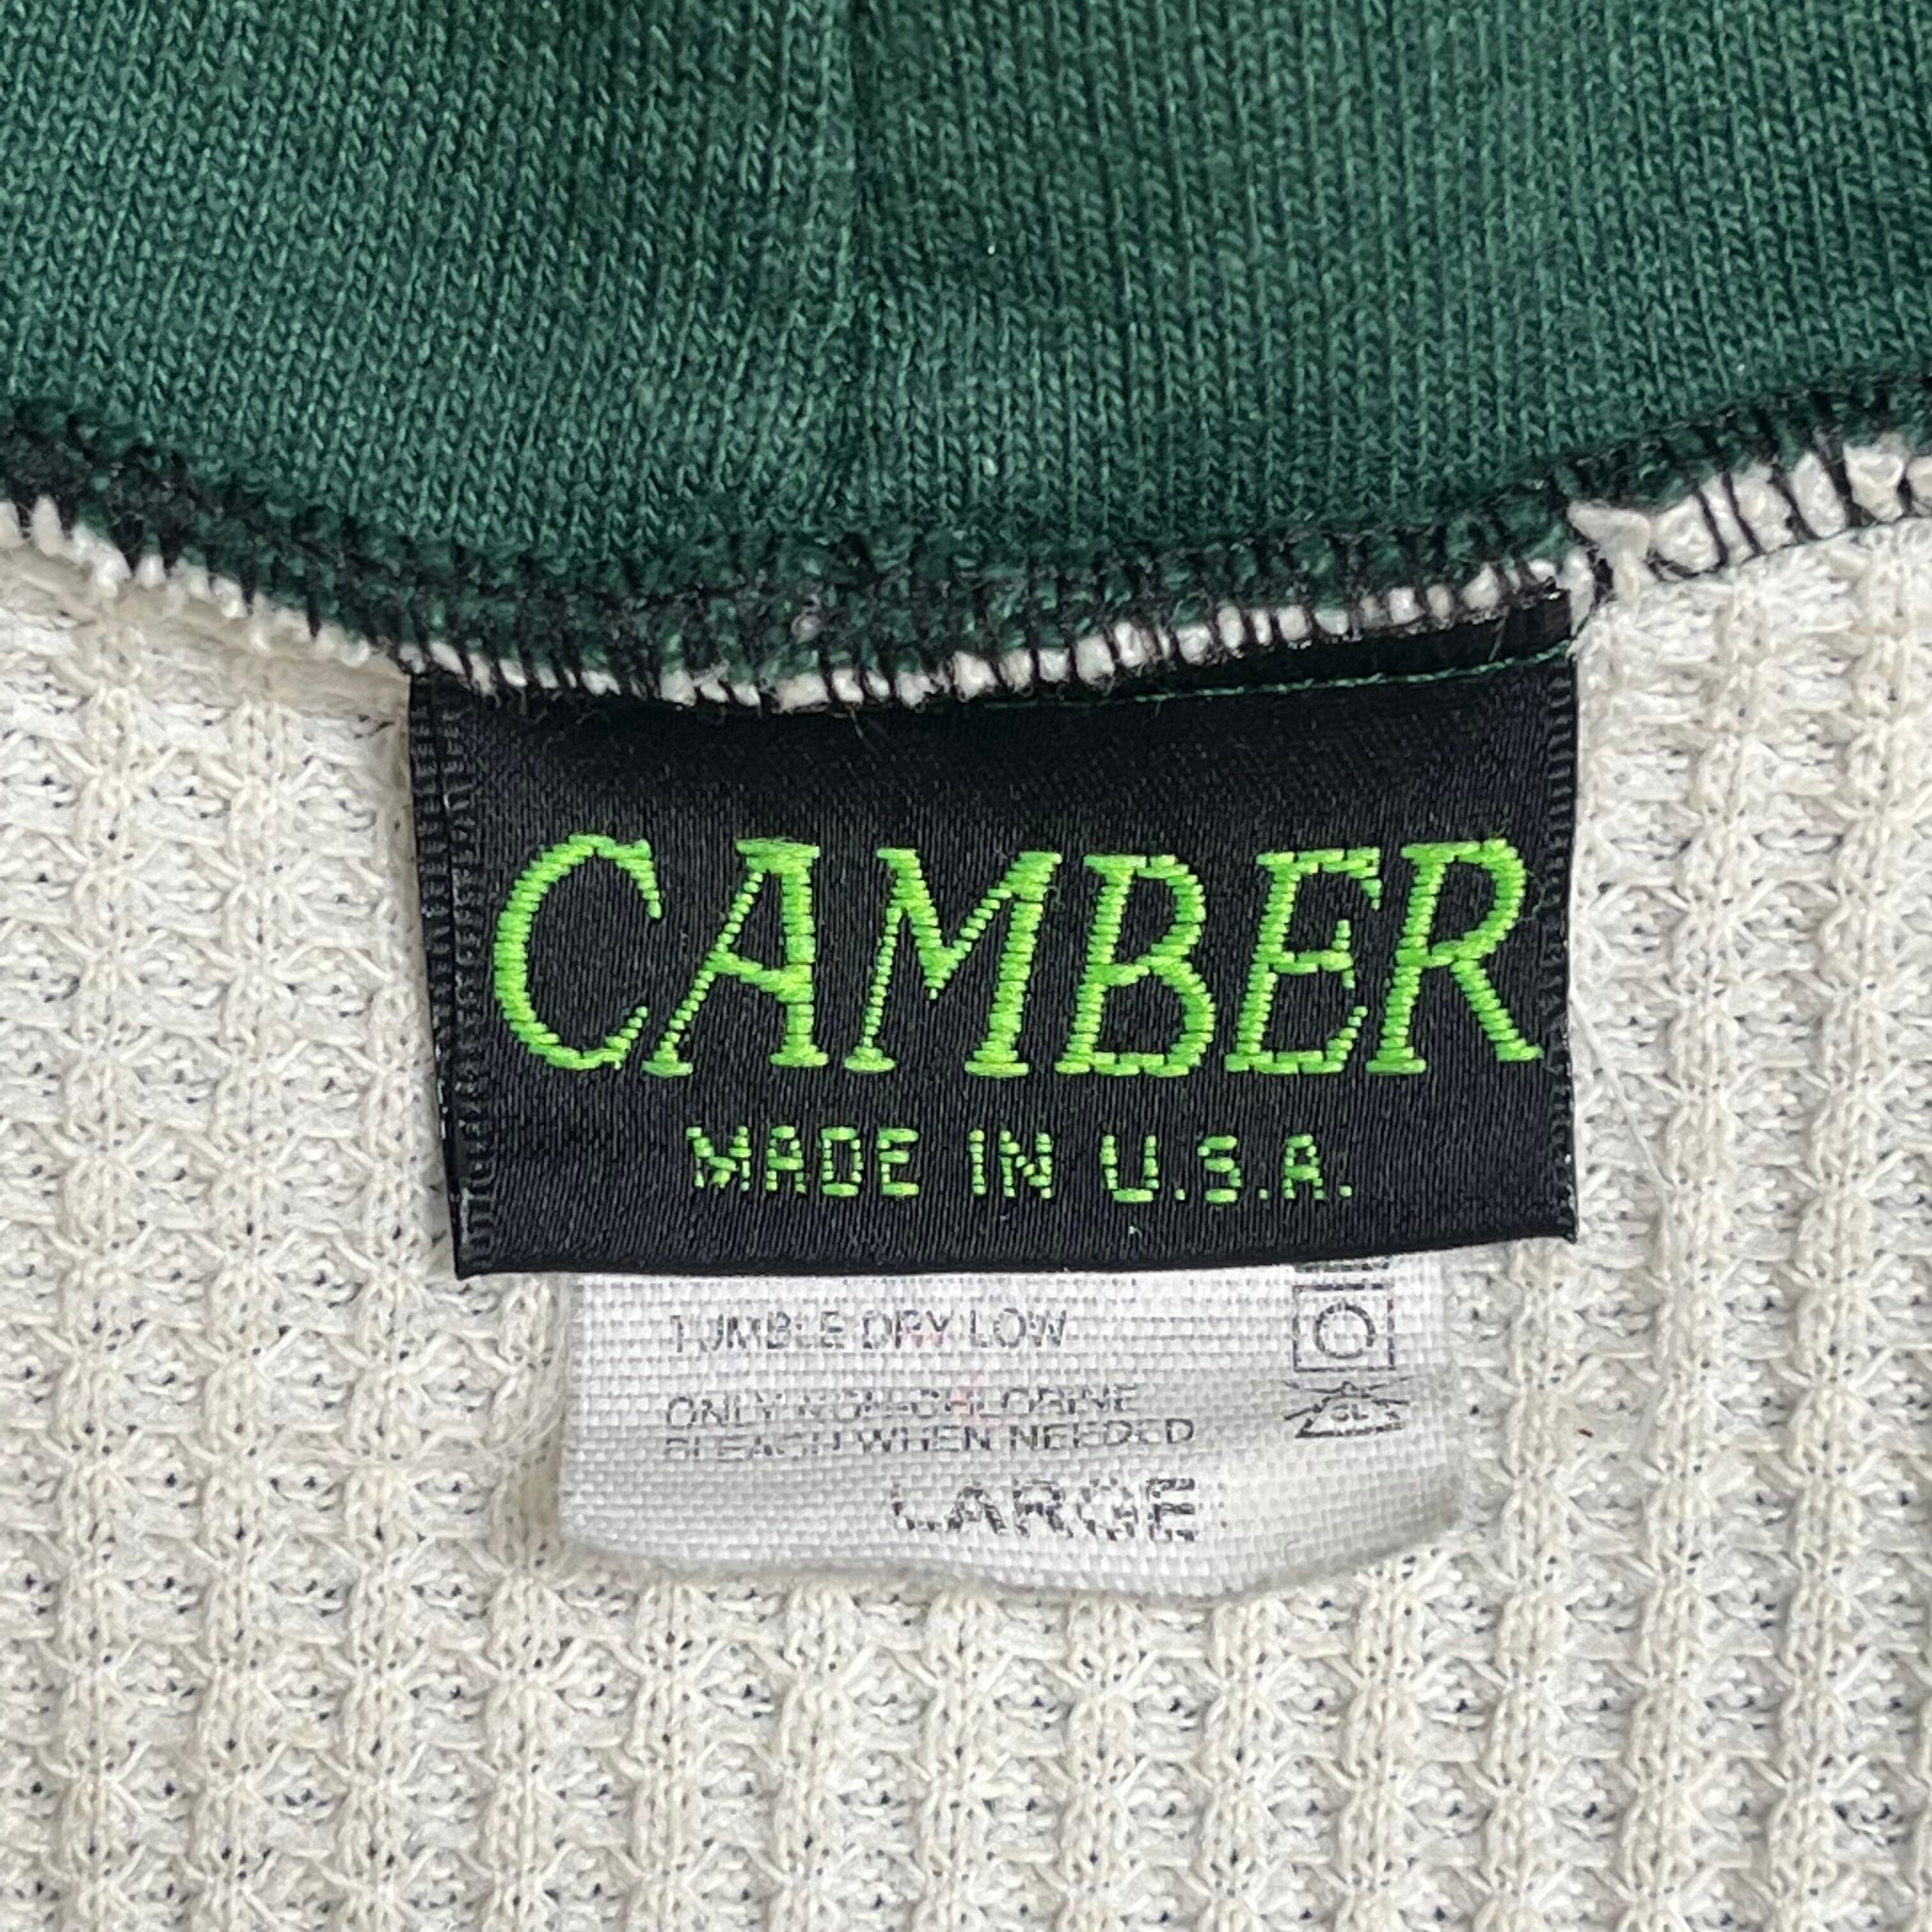 CAMBER
MADE IN U.S.A.
TUMBLE DRY LOW
ONLY NON-CHLORINE
BLEACH WHEN NEEDED
LARGE